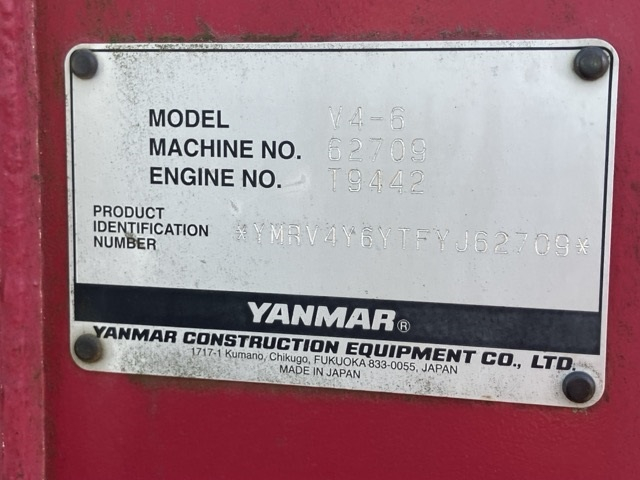 MODEL V4-6
MACHINE NO. 62709
ENGINE NO. T9442
PRODUCT
IDENTIFICATION
NUMBER *YMRV4Y6YTFYJ62709*
YANMAR®
YANMAR CONSTRUCTION EQUIPMENT CO., LTD.
1717-1 Kumano, Chikugo, FUKUOKA 833-0055, JAPAN
MADE IN JAPAN